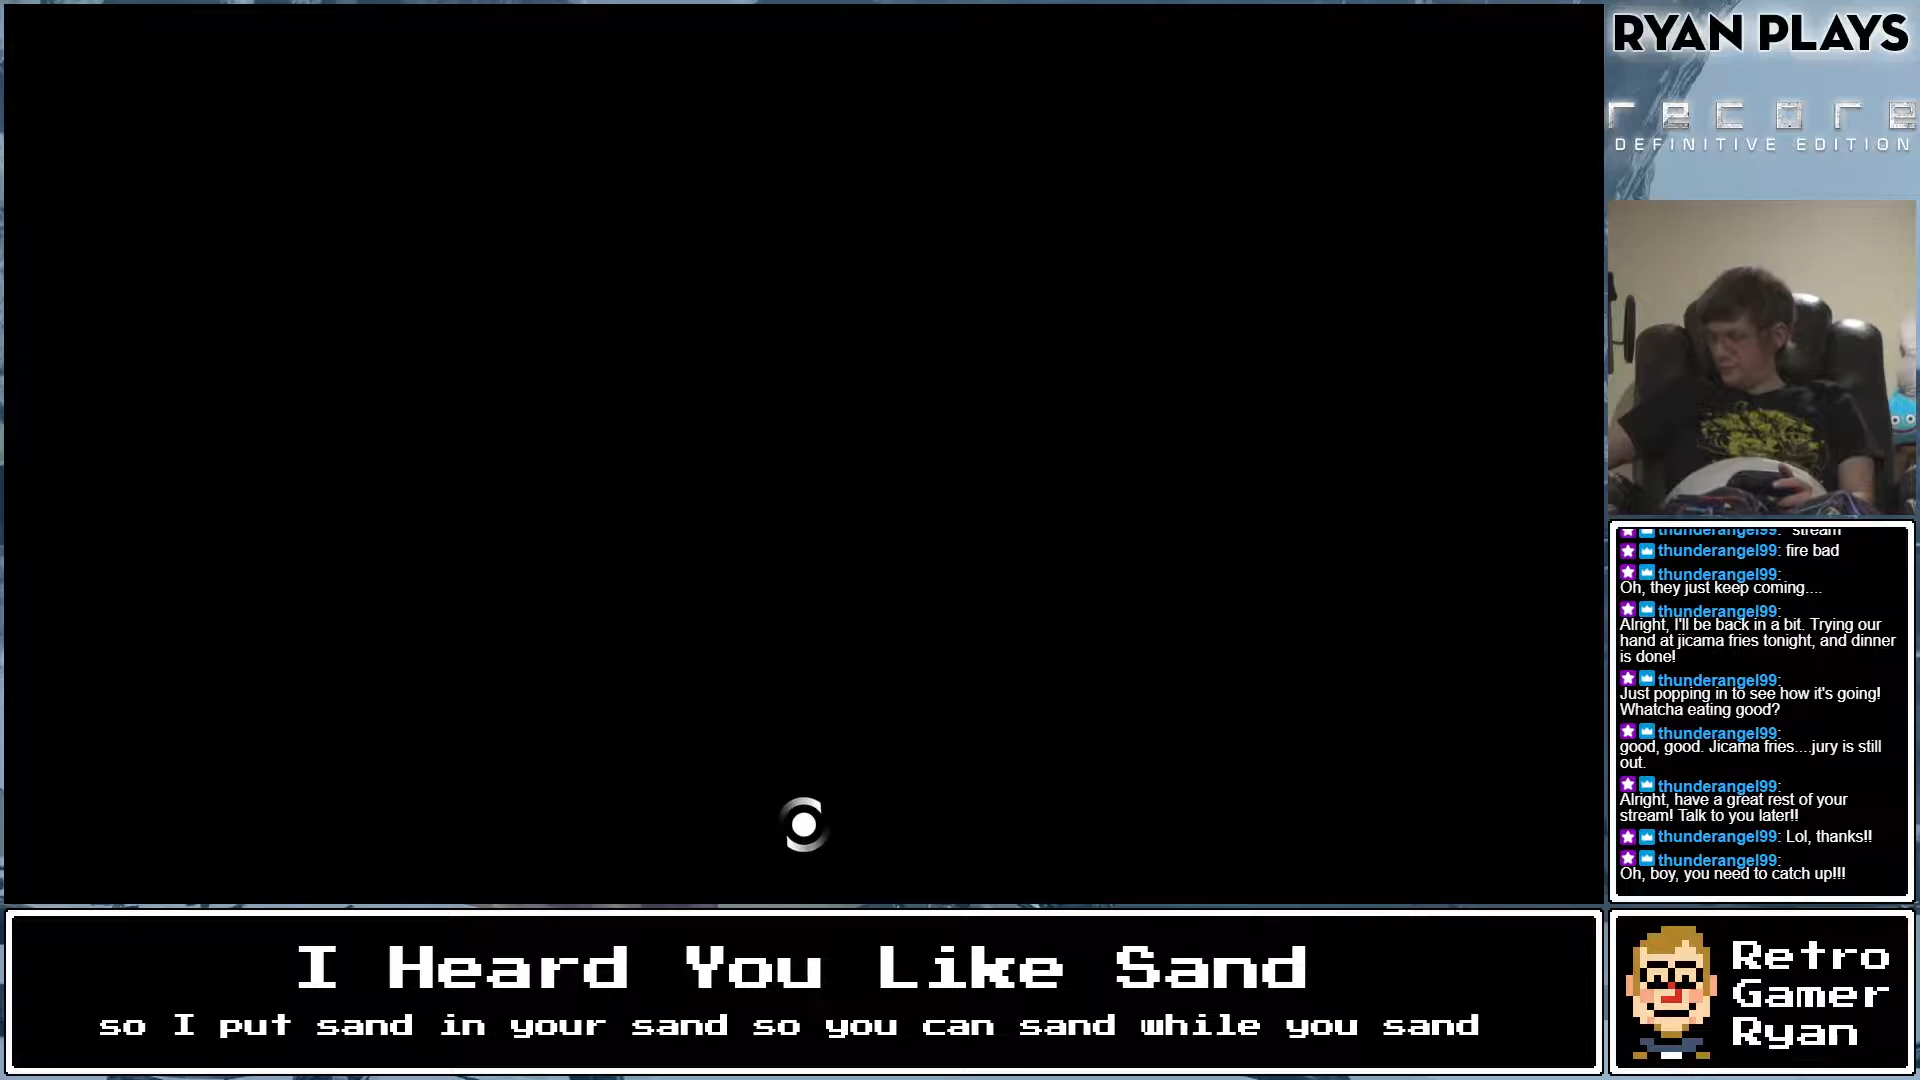 RYAN PLAYS
recore
DEFINITIVE EDITION
thunderangel99: stream
thunderangel99: fire bad
thunderangel99:
Oh, they just keep coming....
thunderangel99:
Alright, I'll be back in a bit. Trying our
hand at jicama fries tonight, and dinner
is done!
thunderangel99:
Just popping in to see how it's going!
Whatcha eating good?
thunderangel99:
good, good. Jicama fries....jury is still
out.
thunderangel99:
Alright, have a great rest of your
stream! Talk to you later!!
thunderangel99: Lol, thanks!!
thunderangel99:
Oh, boy, you need to catch up!!!
I Heard You Like Sand
so I put sand in your sand so you can sand while you sand
Retro
Gamer
Ryan